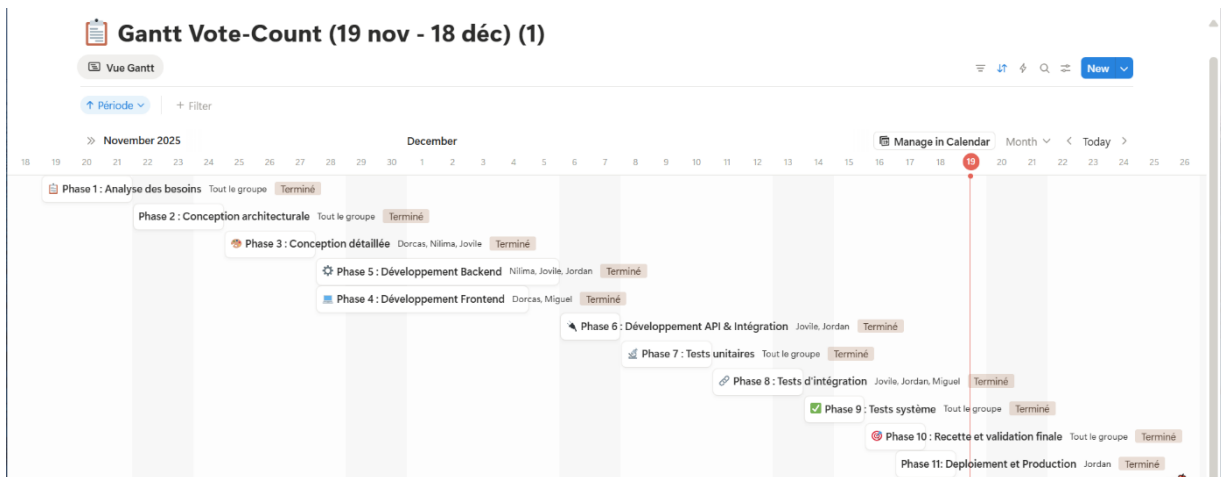 Gantt Vote-Count (19 nov - 18 déc) (1)
Vue Gantt
New
Période
+ Filter
November 2025
December
Manage in Calendar
Month
Today
18 19 20 21 22 23 24 25 26 27 28 29 30 1 2 3 4 5 6 7 8 9 10 11 12 13 14 15 16 17 18 19 20 21 22 23 24 25 26
Phase 1 : Analyse des besoins Tout le groupe Terminé
Phase 2 : Conception architecturale Tout le groupe Terminé
Phase 3 : Conception détaillée Dorcas, Nilima, Jovile Terminé
Phase 5 : Développement Backend Nilima, Jovile, Jordan Terminé
Phase 4 : Développement Frontend Dorcas, Miguel Terminé
Phase 6 : Développement API & Intégration Jovile, Jordan Terminé
Phase 7 : Tests unitaires Tout le groupe Terminé
Phase 8 : Tests d'intégration Jovile, Jordan, Miguel Terminé
Phase 9 : Tests système Tout le groupe Terminé
Phase 10 : Recette et validation finale Tout le groupe Terminé
Phase 11: Deploiement et Production Jordan Terminé